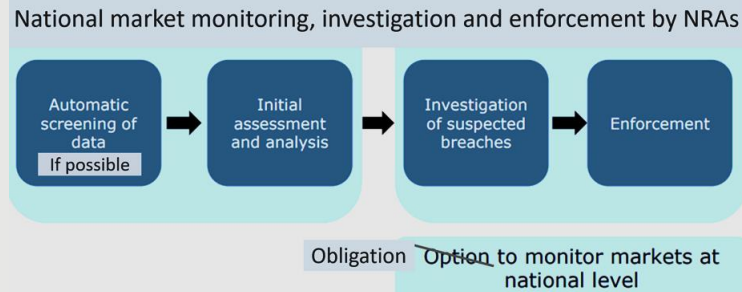 National market monitoring, investigation and enforcement by NRAs
Automatic
screening of
data
If possible
Initial
assessment
and analysis
Investigation
of suspected
breaches
Enforcement
Obligation
Option to monitor markets at
national level